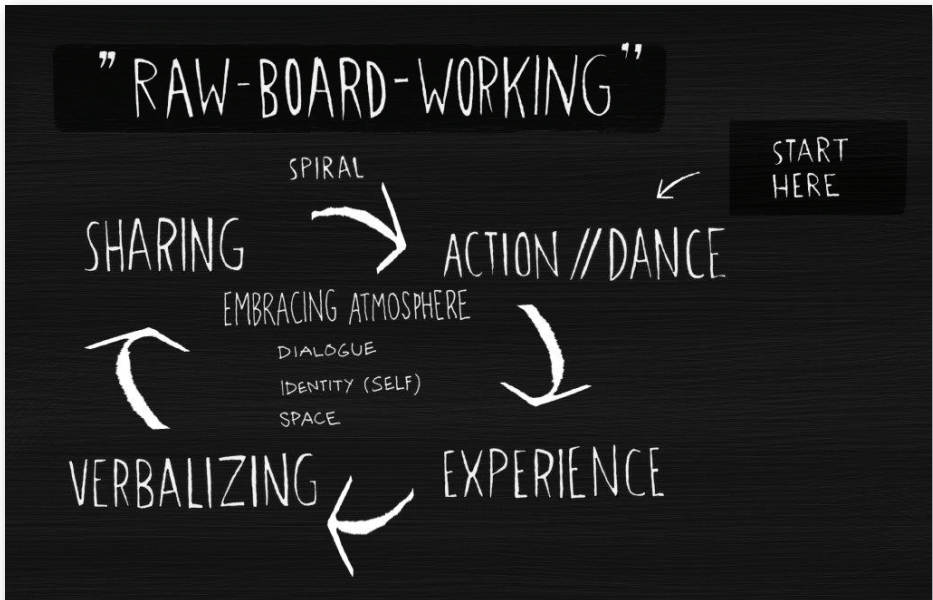 "RAW-BOARD-WORKING"
START
HERE
SPIRAL
SHARING
ACTION //DANCE
EMBRACING ATMOSPHERE
DIALOGUE
IDENTITY (SELF)
SPACE
VERBALIZING
EXPERIENCE